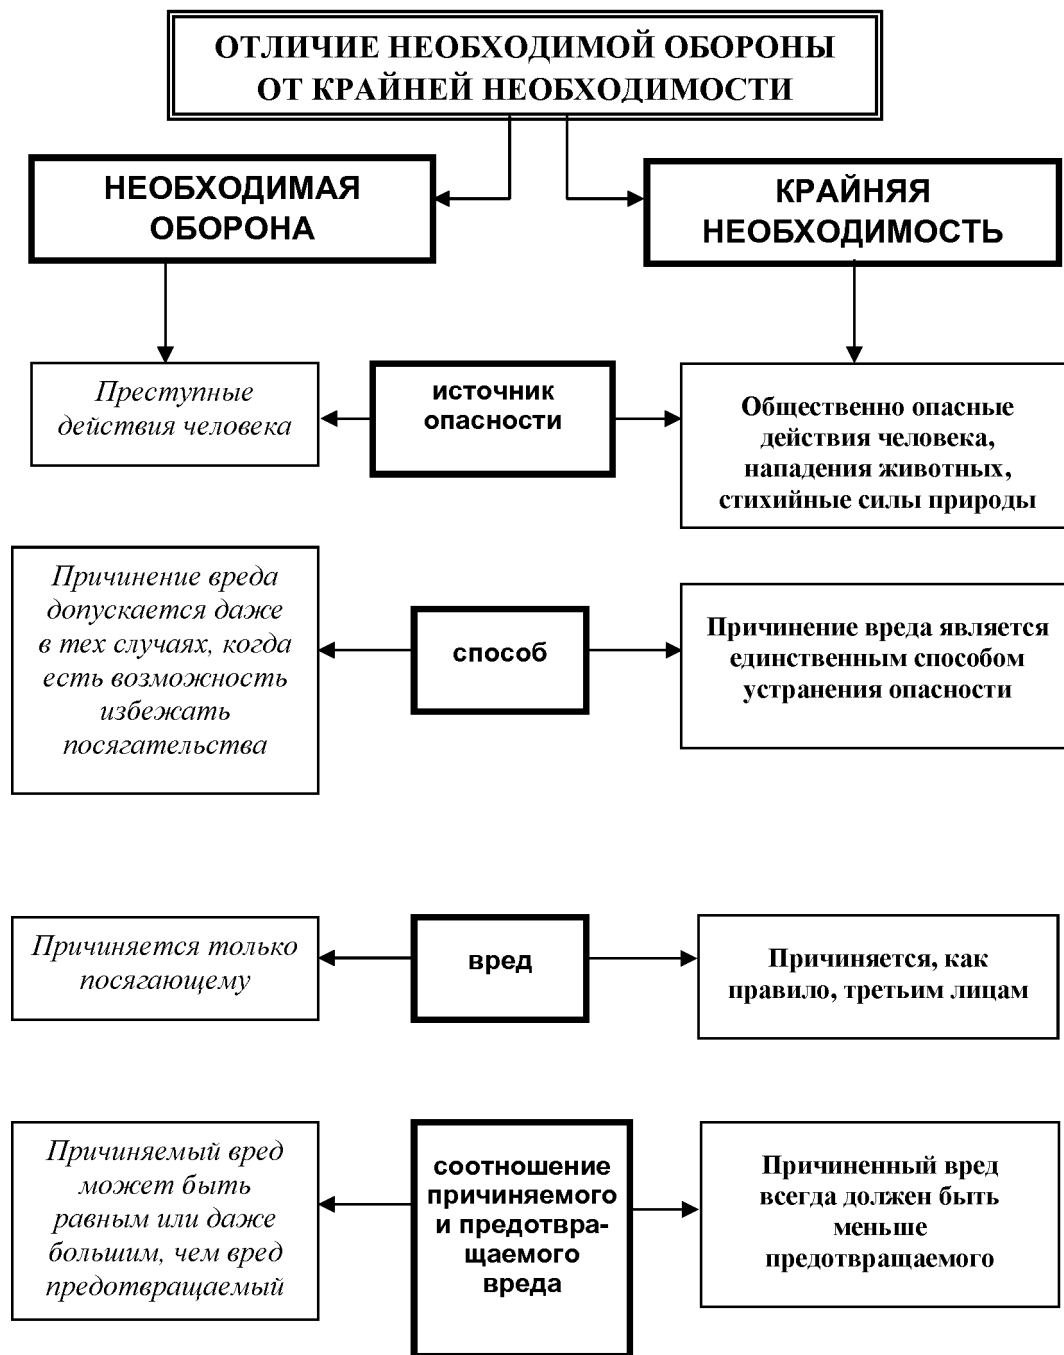 ОТЛИЧИЕ НЕОБХОДИМОЙ ОБОРОНЫ
ОТ КРАЙНЕЙ НЕОБХОДИМОСТИ
НЕОБХОДИМАЯ
ОБОРОНА
КРАЙНЯЯ
НЕОБХОДИМОСТЬ
Преступные
действия человека
источник
опасности
Общественно опасные
действия человека,
нападения животных,
стихийные силы природы
Причинение вреда
допускается даже
в тех случаях, когда
есть возможность
избежать
посягательства
способ
Причинение вреда является
единственным способом
устранения опасности
Причиняется только
посягающему
вред
Причиняется, как
правило, третьим лицам
Причиняемый вред
может быть
равным или даже
большим, чем вред
предотвращаемый
соотношение
причиняемого
и предотвра-
щаемого
вреда
Причиненный вред
всегда должен быть
меньше
предотвращаемого